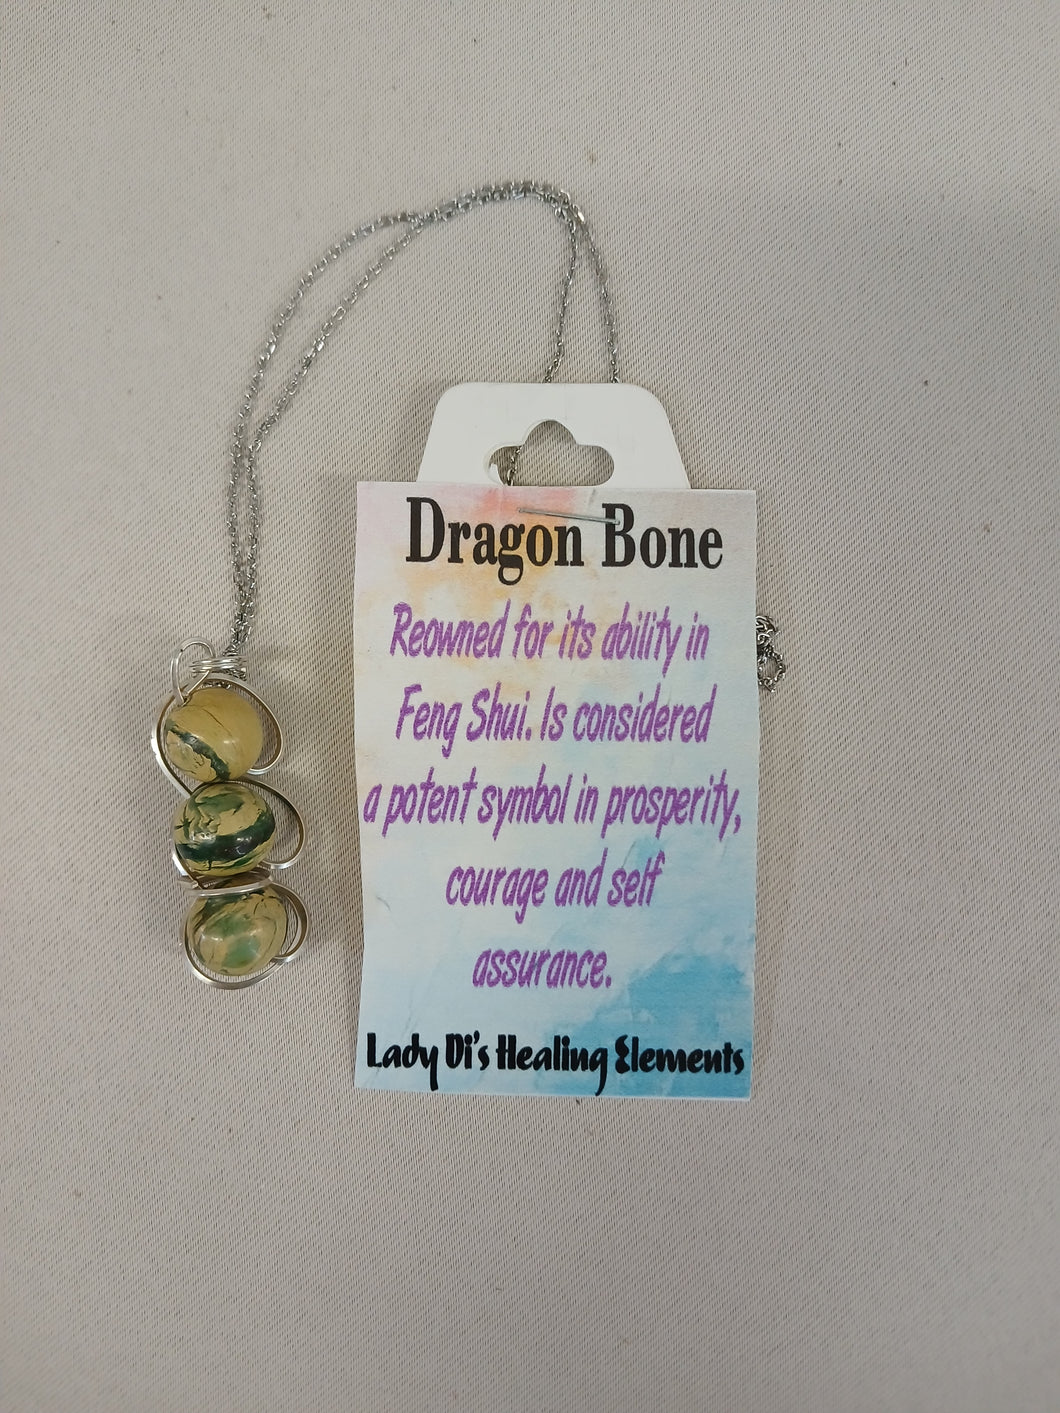 Dragon Bone
Reowned for its ability in
Feng Shui. Is considered
a potent symbol in prosperity,
courage and self
assurance.
Lady Di's Healing Elements